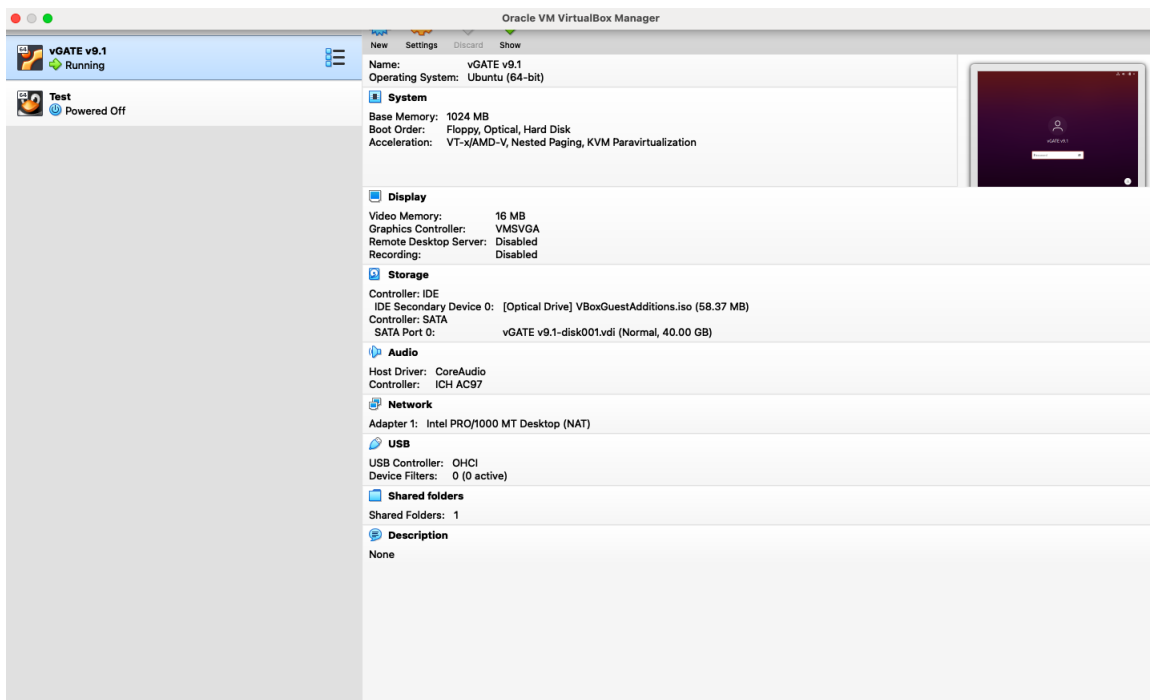 Oracle VM VirtualBox Manager
64
vGATE v9.1
Running
64
Test
Powered Off
New Settings Discard Show
Name: vGATE v9.1
Operating System: Ubuntu (64-bit)
System
Base Memory: 1024 MB
Boot Order: Floppy, Optical, Hard Disk
Acceleration: VT-x/AMD-V, Nested Paging, KVM Paravirtualization
vGATE V9.1
Display
Video Memory: 16 MB
Graphics Controller: VMSVGA
Remote Desktop Server: Disabled
Recording: Disabled
Storage
Controller: IDE
IDE Secondary Device 0: [Optical Drive] VBoxGuestAdditions.iso (58.37 MB)
Controller: SATA
SATA Port 0: vGATE v9.1-disk001.vdi (Normal, 40.00 GB)
Audio
Host Driver: CoreAudio
Controller: ICH AC97
Network
Adapter 1: Intel PRO/1000 MT Desktop (NAT)
USB
USB Controller: OHCI
Device Filters: 0 (0 active)
Shared folders
Shared Folders: 1
Description
None